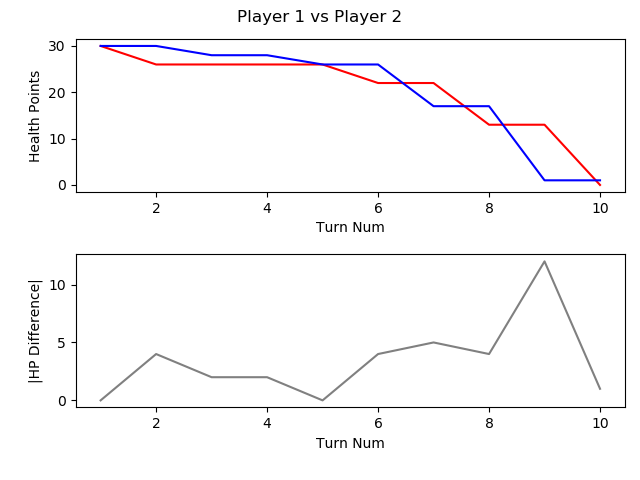 Player 1 vs Player 2
30
20
10
0
Health Points
2 4 6 8 10
Turn Num
10
5
0
|HP Difference|
2 4 6 8 10
Turn Num